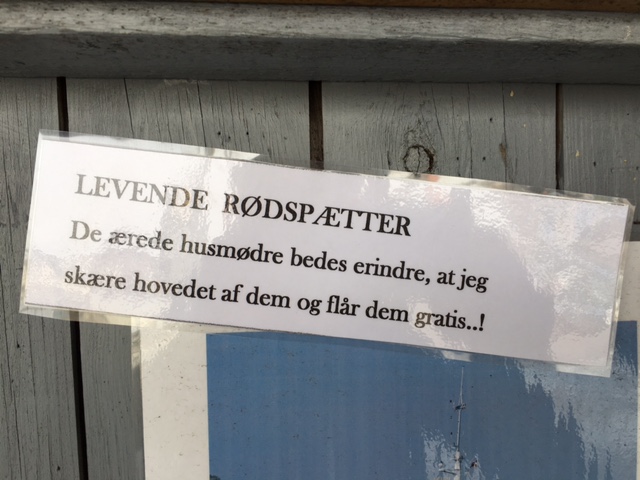 LEVENDE RØDSPÆTTER
De ærede husmødre bedes erindre, at jeg
skære hovedet af dem og flår dem gratis..!